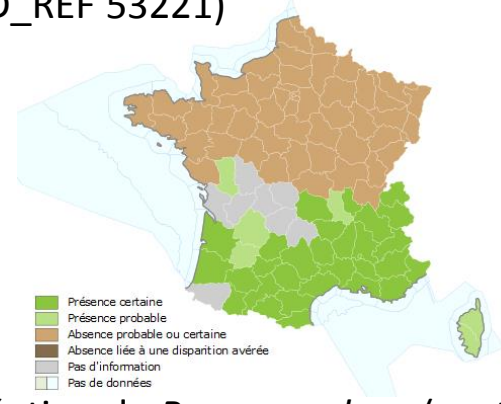 D_REF 53221)
Présence certaine
Présence probable
Absence probable ou certaine
Absence liée à une disparition avérée
Pas d'information
Pas de données